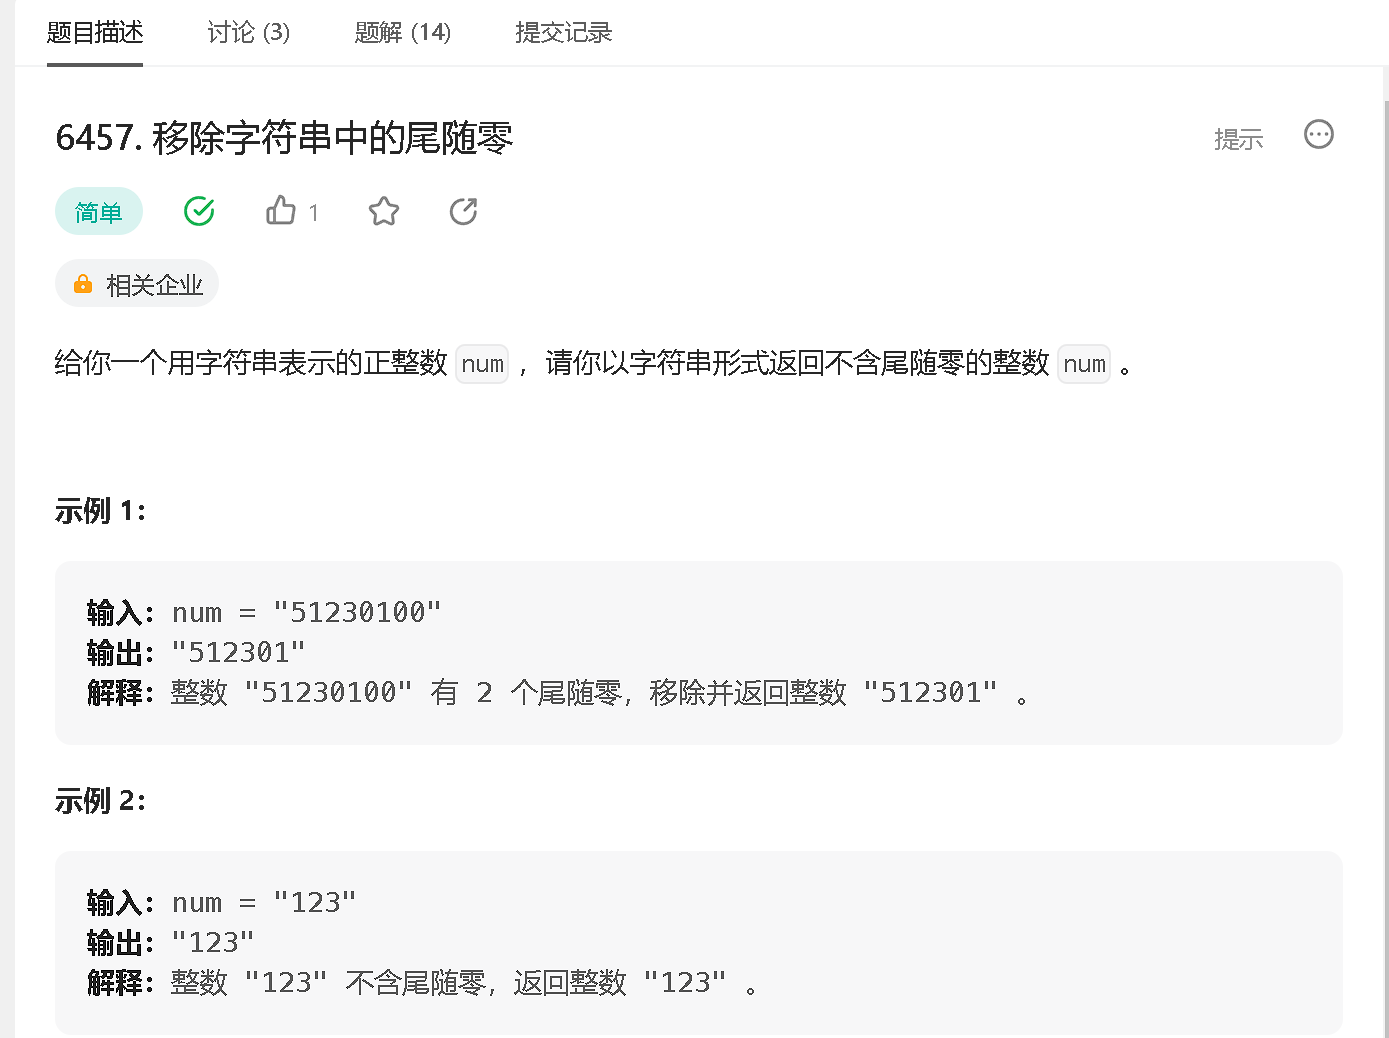 题目描述 讨论 (3) 题解 (14) 提交记录
6457. 移除字符串中的尾随零 提示
简单 1
相关企业
给你一个用字符串表示的正整数 num ，请你以字符串形式返回不含尾随零的整数 num 。
示例 1：
输入：num = "51230100"
输出："512301"
解释：整数 "51230100" 有 2 个尾随零，移除并返回整数 "512301" 。
示例 2：
输入：num = "123"
输出："123"
解释：整数 "123" 不含尾随零，返回整数 "123" 。